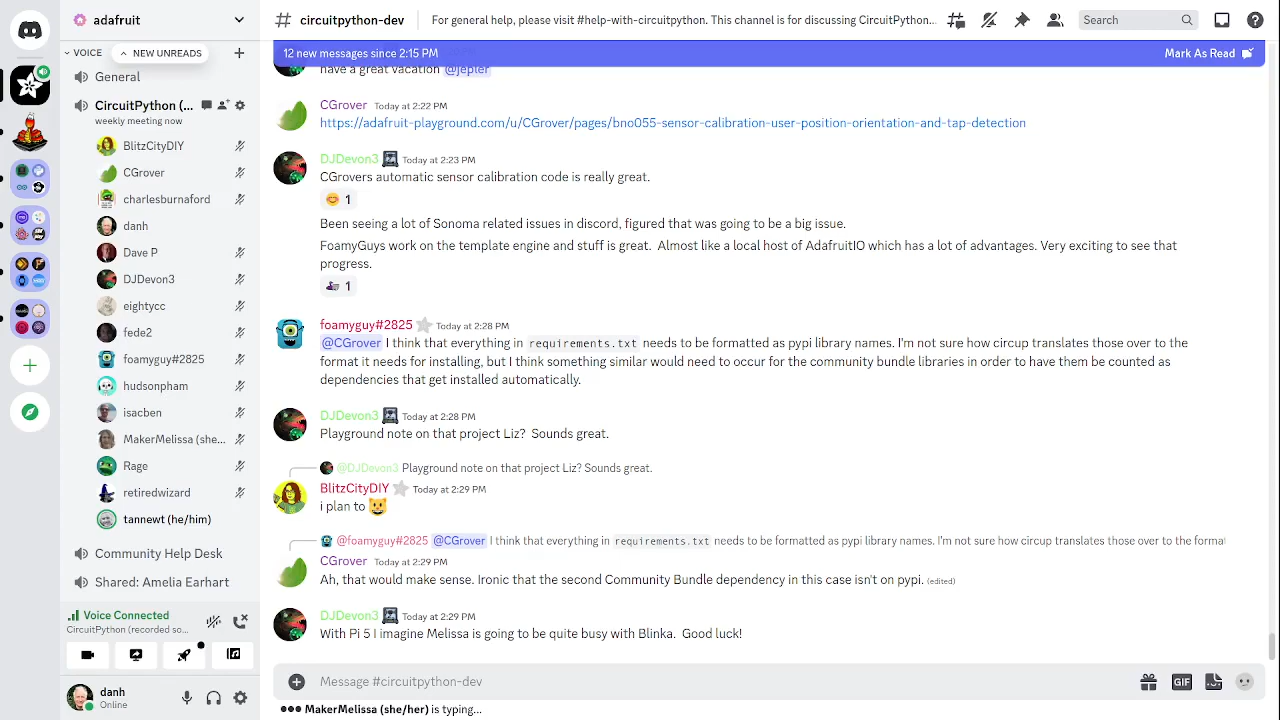 adafruit
circuitpython-dev
For general help, please visit #help-with-circuitpython. This channel is for discussing CircuitPython...
Search
VOICE
NEW UNREADS
12 new messages since 2:15 PM
Mark As Read
General
CircuitPython (...
weekly meeting now
BlitzCityDIY
CGrover
charlesburnaford
danh
Dave P
DJDevon3
eightycc
fede2
foamyguy#2825
hudsonpham
isacben
MakerMelissa (she...
Rage
retiredwizard
tannewt (he/him)
Community Help Desk
Shared: Amelia Earhart
Voice Connected
CircuitPython (recorded so...
danh
Online
have a great vacation @jepler
CGrover Today at 2:22 PM
https://adafruit-playground.com/u/CGrover/pages/bno055-sensor-calibration-user-position-orientation-and-tap-detection
DJDevon3 Today at 2:23 PM
CGrovers automatic sensor calibration code is really great.
1
Been seeing a lot of Sonoma related issues in discord, figured that was going to be a big issue.
FoamyGuys work on the template engine and stuff is great. Almost like a local host of AdafruitIO which has a lot of advantages. Very exciting to see that
progress.
1
foamyguy#2825 Today at 2:28 PM
@CGrover I think that everything in requirements.txt needs to be formatted as pypi library names. I'm not sure how circup translates those over to the
format it needs for installing, but I think something similar would need to occur for the community bundle libraries in order to have them be counted as
dependencies that get installed automatically.
DJDevon3 Today at 2:28 PM
Playground note on that project Liz? Sounds great.
@DJDevon3 Playground note on that project Liz? Sounds great.
BlitzCityDIY Today at 2:29 PM
i plan to
@foamyguy#2825 @CGrover I think that everything in requirements.txt needs to be formatted as pypi library names. I'm not sure how circup translates those over to the format
CGrover Today at 2:29 PM
Ah, that would make sense. Ironic that the second Community Bundle dependency in this case isn't on pypi. (edited)
DJDevon3 Today at 2:29 PM
With Pi 5 I imagine Melissa is going to be quite busy with Blinka. Good luck!
Message #circuitpython-dev
GIF
MakerMelissa (she/her) is typing...